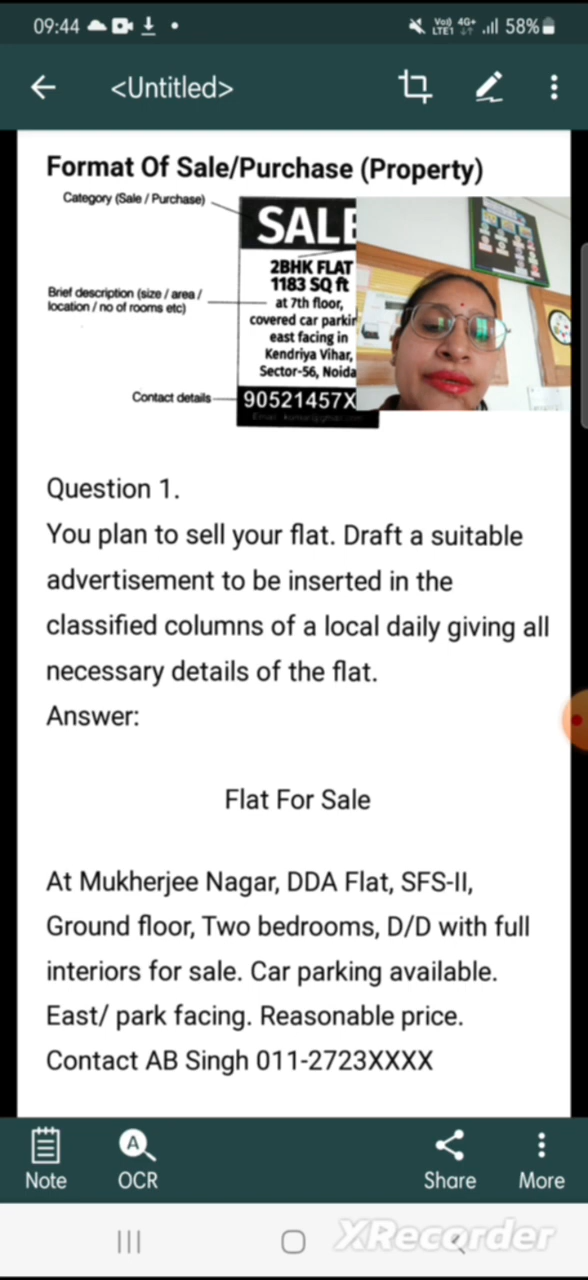 09:44
Vo)) 4G+
LTE1
58%
<Untitled>
Format Of Sale/Purchase (Property)
Category (Sale / Purchase)
SALE
2BHK FLAT
1183 SQ ft
Brief description (size / area /
location / no of rooms etc)
at 7th floor,
covered car parkin
east facing in
Kendriya Vihar,
Sector-56, Noida
Contact details
90521457X
Question 1.
You plan to sell your flat. Draft a suitable
advertisement to be inserted in the
classified columns of a local daily giving all
necessary details of the flat.
Answer:
Flat For Sale
At Mukherjee Nagar, DDA Flat, SFS-II,
Ground floor, Two bedrooms, D/D with full
interiors for sale. Car parking available.
East/ park facing. Reasonable price.
Contact AB Singh 011-2723XXXX
A
Note
OCR
Share
More
XRecorder